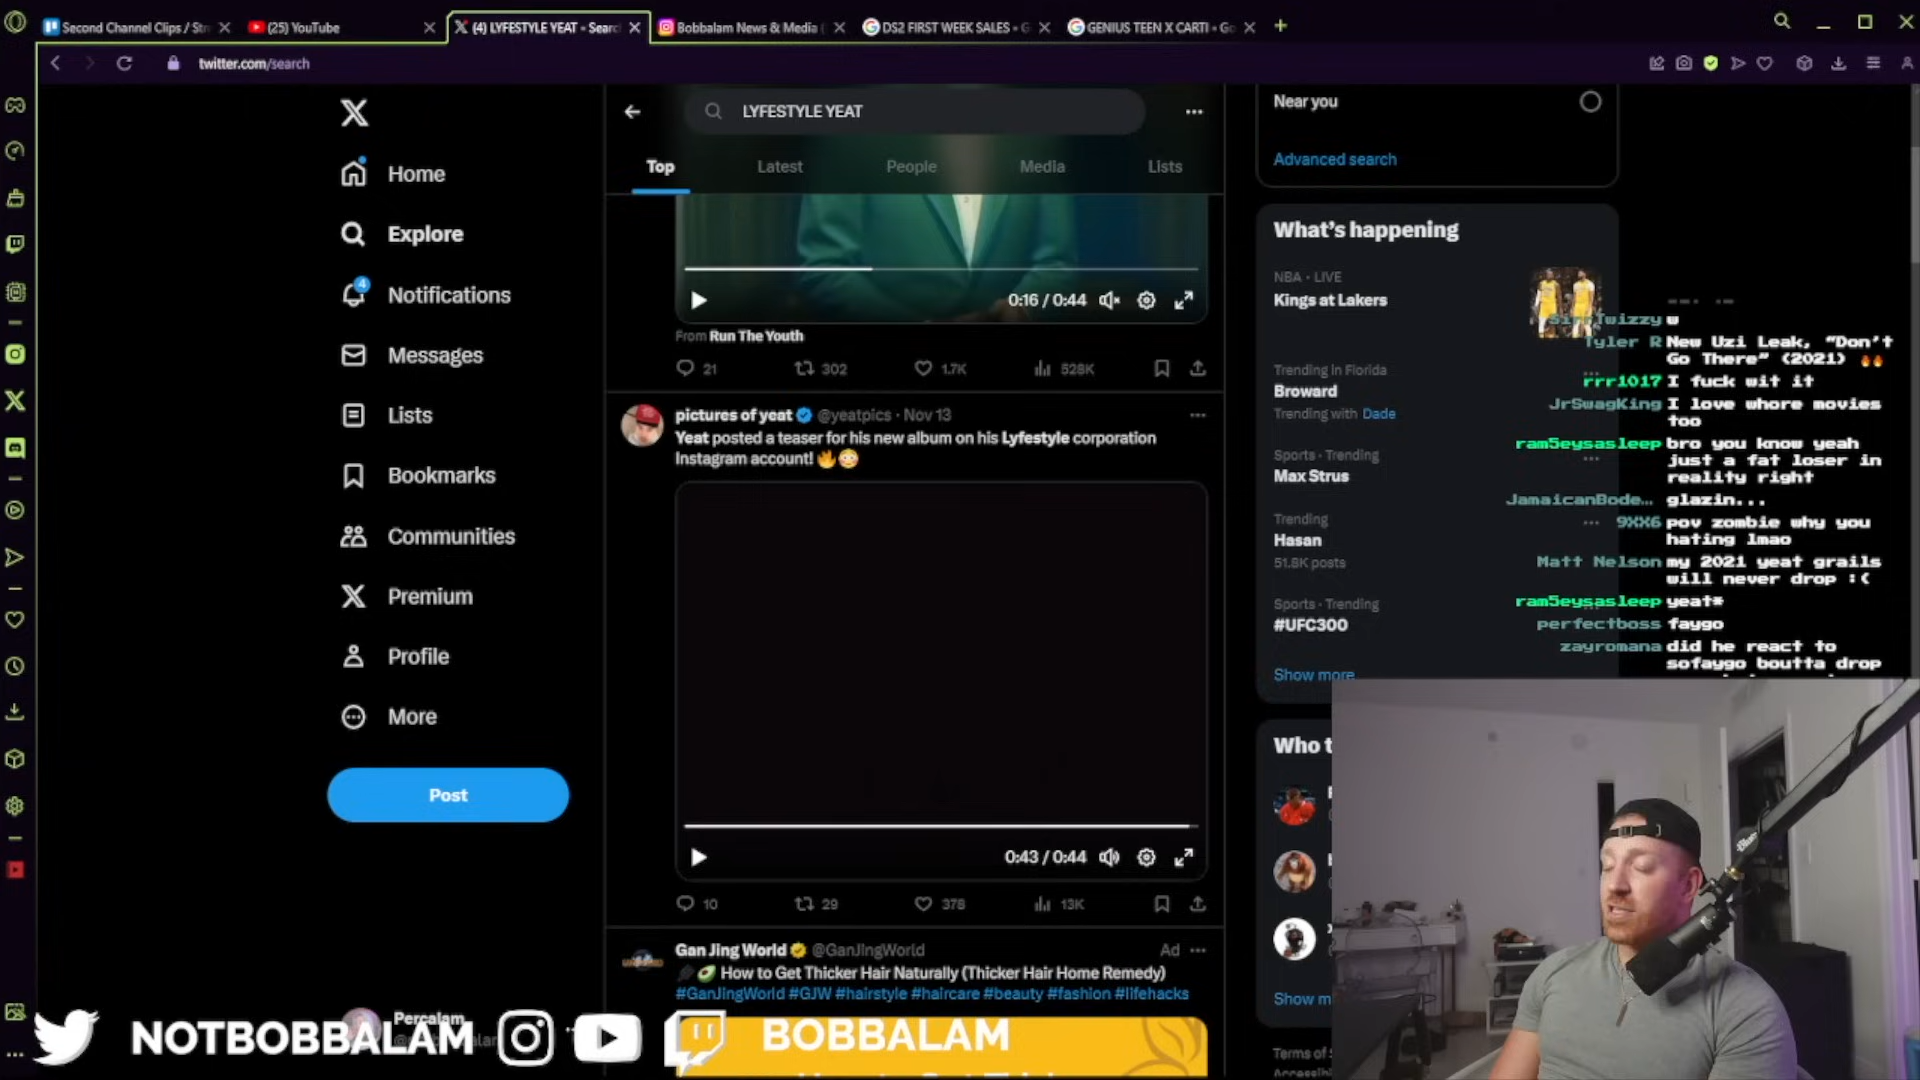 Second Channel Clips / Str
(25) YouTube
(4) LYFESTYLE YEAT - Searc
Bobbalam News & Media
DS2 FIRST WEEK SALES - G
GENIUS TEEN X CARTI - Go
twitter.com/search
Home
Explore
4
Notifications
Messages
Lists
Bookmarks
Communities
Premium
Profile
More
Post
Percalam
LYFESTYLE YEAT
Top
Latest
People
Media
Lists
0:16 / 0:44
From Run The Youth
21
302
1.7K
528K
pictures of yeat @yeatpics · Nov 13
Yeat posted a teaser for his new album on his Lyfestyle corporation
Instagram account! 🔥😳
0:43 / 0:44
10
29
378
13K
Gan Jing World @GanJingWorld
Ad
🥑 How to Get Thicker Hair Naturally (Thicker Hair Home Remedy)
#GanJingWorld #GJW #hairstyle #haircare #beauty #fashion #lifehacks
Near you
Advanced search
What's happening
NBA · LIVE
Kings at Lakers
Trending in Florida
Broward
Trending with Dade
Sports · Trending
Max Strus
Trending
Hasan
51.8K posts
Sports · Trending
#UFC300
Show more
Who t
Show m
Terms of S
w
Tyler R New Uzi Leak, "Don't
Go There" (2021) 🔥🔥
rrr1017 I fuck wit it
JrSwagKing I love whore movies
too
ram5eysasleep bro you know yeah
just a fat loser in
reality right
JamaicanBode... glazin...
9XX6 pov zombie why you
hating lmao
Matt Nelson my 2021 yeat grails
will never drop :(
ram5eysasleep yeat*
perfectboss faygo
zayromana did he react to
sofaygo boutta drop
NOTBOBBALAM
BOBBALAM